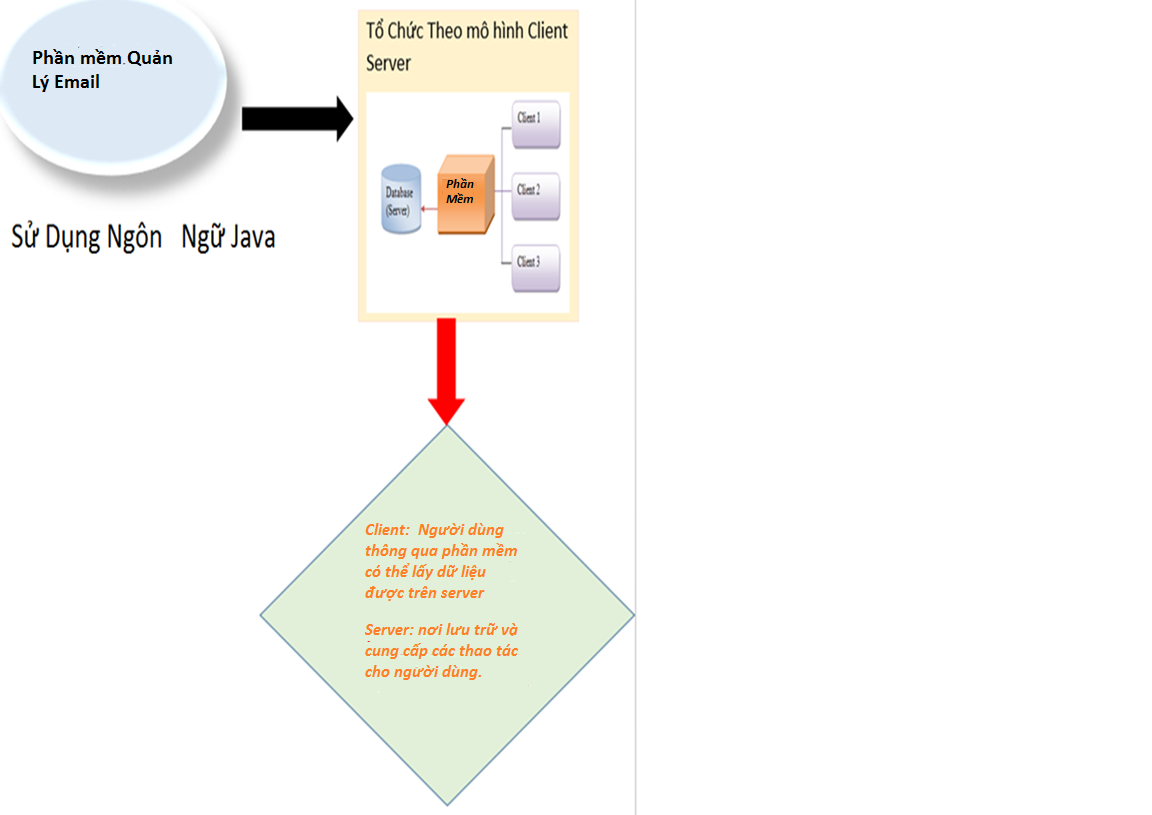 Phần mềm Quản
Lý Email
Sử Dụng Ngôn Ngữ Java
Tổ Chức Theo mô hình Client
Server
Client 1
Database
(Server)
Phần
Mềm
Client 2
Client 3
Client: Người dùng
thông qua phần mềm
có thể lấy dữ liệu
được trên server
Server: nơi lưu trữ và
cung cấp các thao tác
cho người dùng.